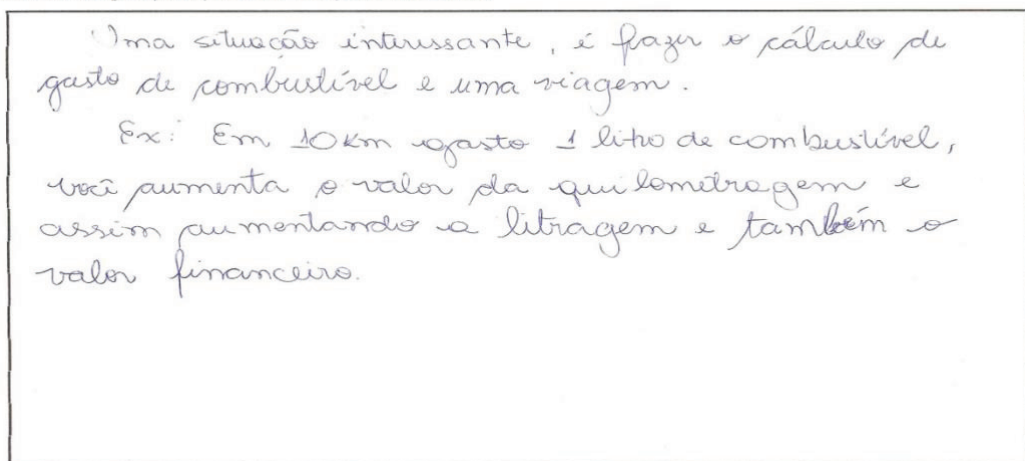 Uma situação interessante, é fazer o cálculo de
gasto de combustível e uma viagem.
Ex: Em 10km gasto 1 litro de combustível,
você aumenta o valor da quilometragem e
assim aumentando a litragem e também o
valor financeiro.